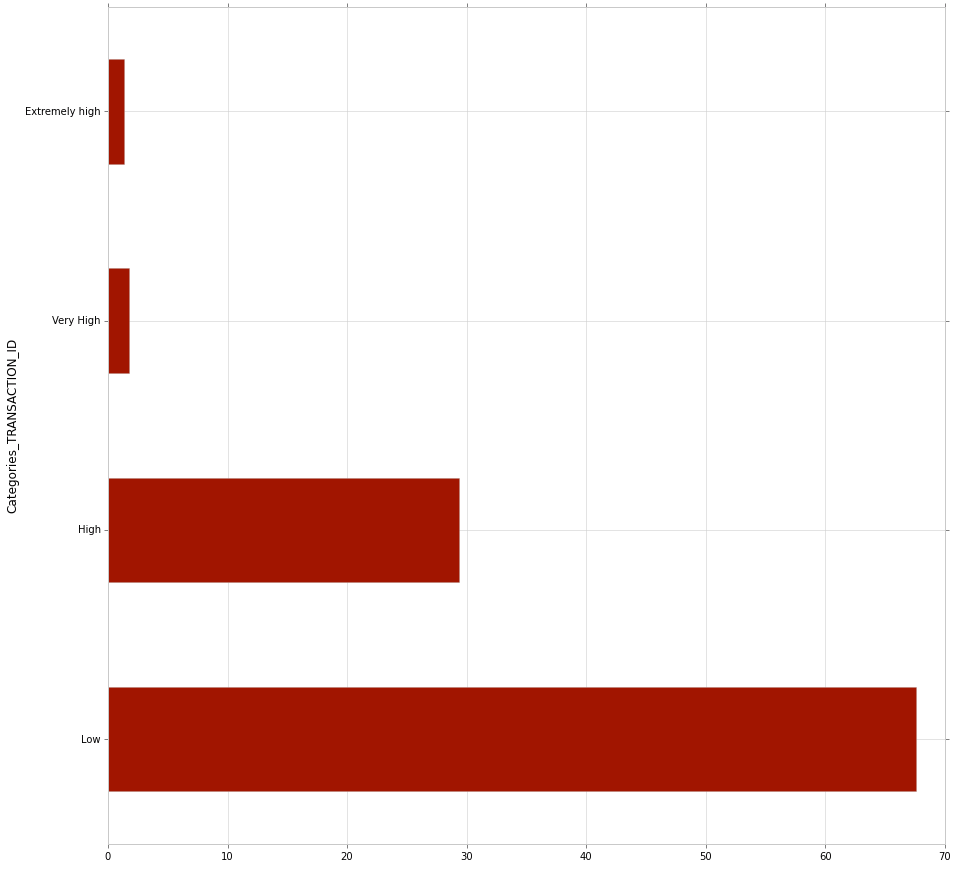 Extremely high
Very High
High
Low
Categories_TRANSACTION_ID
0 10 20 30 40 50 60 70